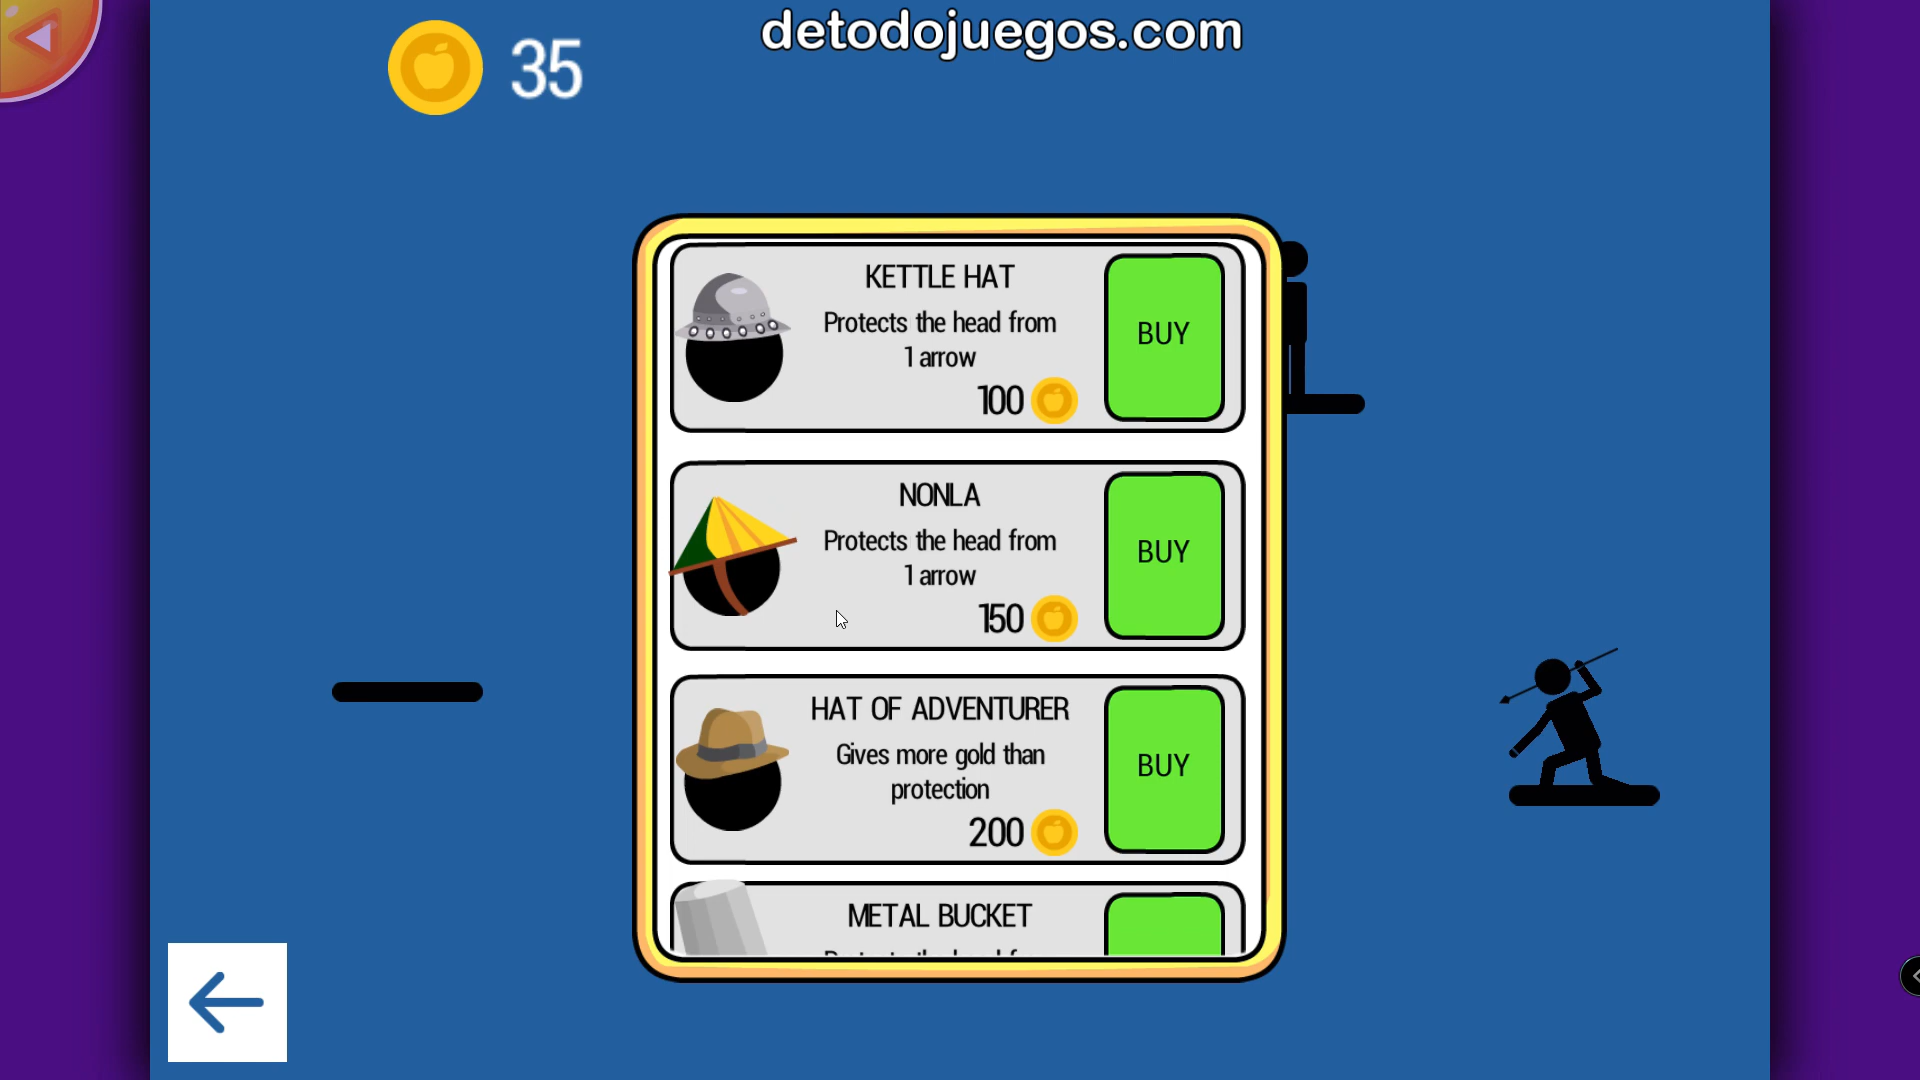 detodojuegos.com
35
KETTLE HAT
Protects the head from
1 arrow
100
BUY
NONLA
Protects the head from
1 arrow
150
BUY
HAT OF ADVENTURER
Gives more gold than
protection
200
BUY
METAL BUCKET